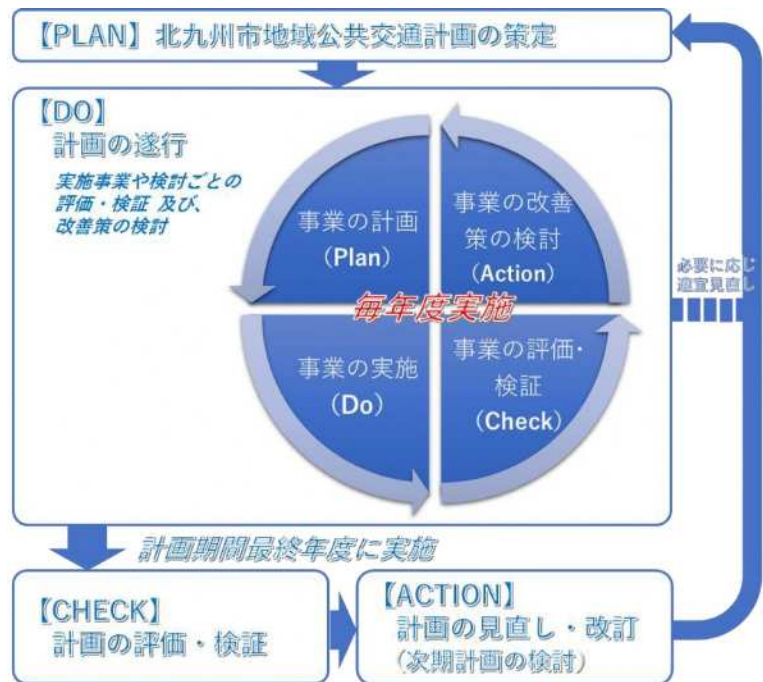 【PLAN】北九州市地域公共交通計画の策定
【DO】
計画の遂行
実施事業や検討ごとの
評価・検証 及び、
改善策の検討
事業の計画
(Plan)
事業の改善
策の検討
(Action)
毎年度実施
事業の実施
(Do)
事業の評価・
検証
(Check)
必要に応じ
適宜見直し
計画期間最終年度に実施
【CHECK】
計画の評価・検証
【ACTION】
計画の見直し・改訂
(次期計画の検討)